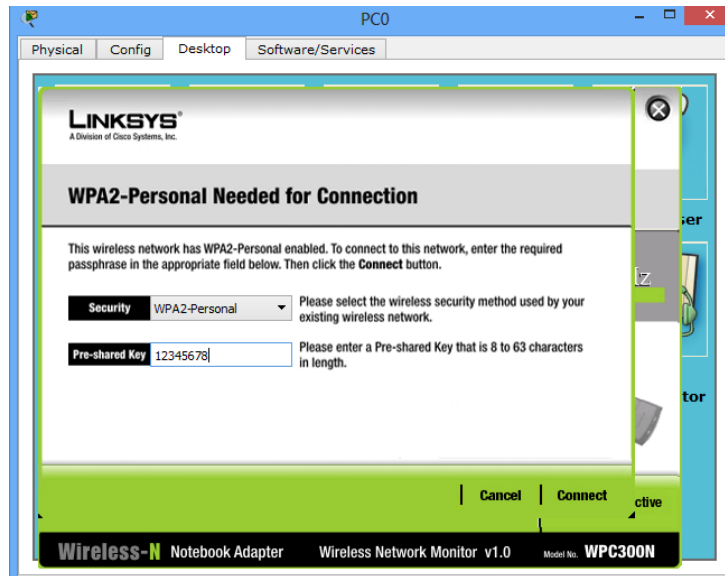 PC0
Physical Config Desktop Software/Services
LINKSYS®
A Division of Cisco Systems, Inc.
WPA2-Personal Needed for Connection
This wireless network has WPA2-Personal enabled. To connect to this network, enter the required
passphrase in the appropriate field below. Then click the Connect button.
Security WPA2-Personal Please select the wireless security method used by your
existing wireless network.
Pre-shared Key 12345678 Please enter a Pre-shared Key that is 8 to 63 characters
in length.
Cancel Connect
Wireless-N Notebook Adapter Wireless Network Monitor v1.0 Model No. WPC300N